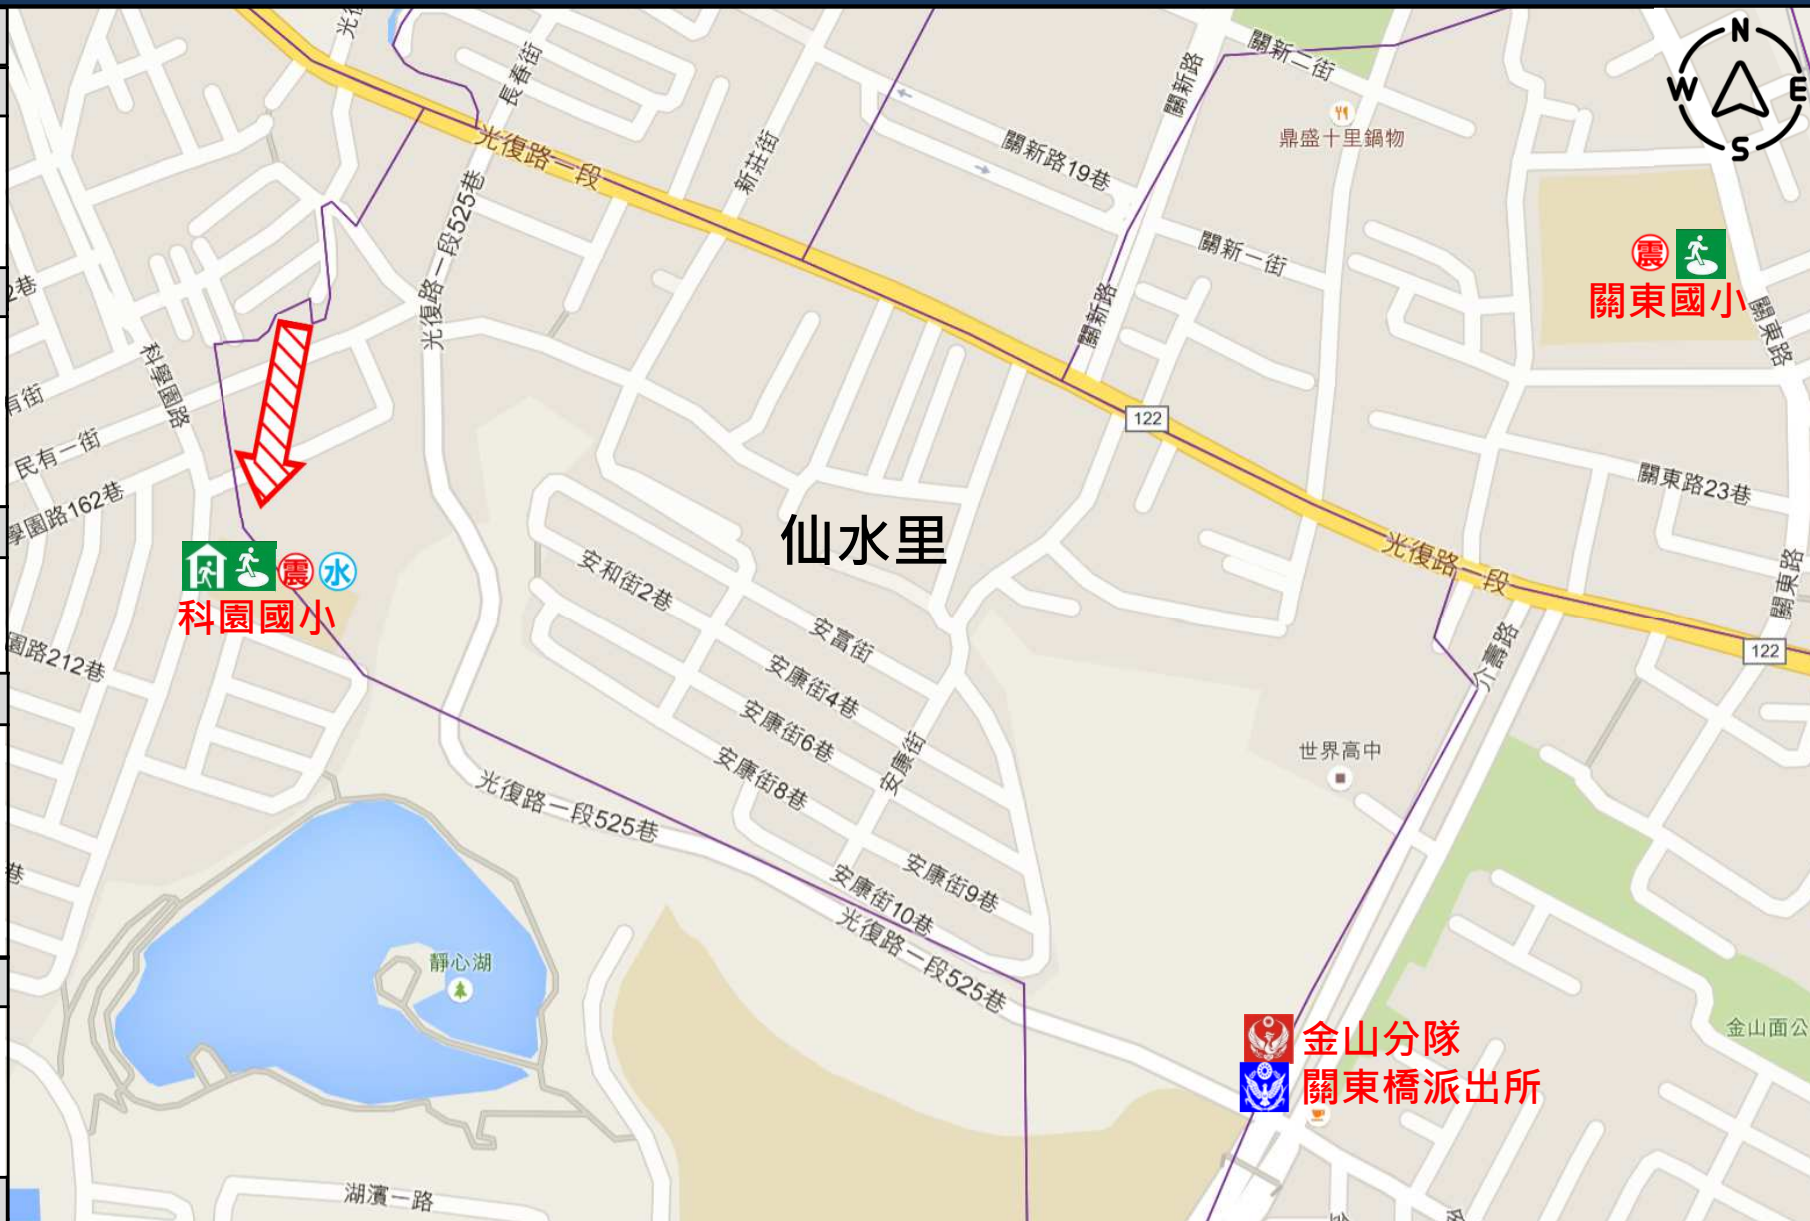 N
W
E
S
關新二街
長春街
關新路
鼎盛十里鍋物
光復路一段
新莊街
關新路19巷
光復路一段525巷
關新一街
震
關東國小
關新路
關東路
科學園路
122
民有一街
關東路23巷
學園路162巷
仙水里
光復路一段
安和街2巷
關東路
震
水
科園國小
安富街
介壽路
園路212巷
安康街4巷
122
安康街6巷
世界高中
安康街
安康街8巷
光復路一段525巷
巷
安康街9巷
安康街10巷
光復路一段525巷
靜心湖
金山分隊
金山面公
關東橋派出所
湖濱一路